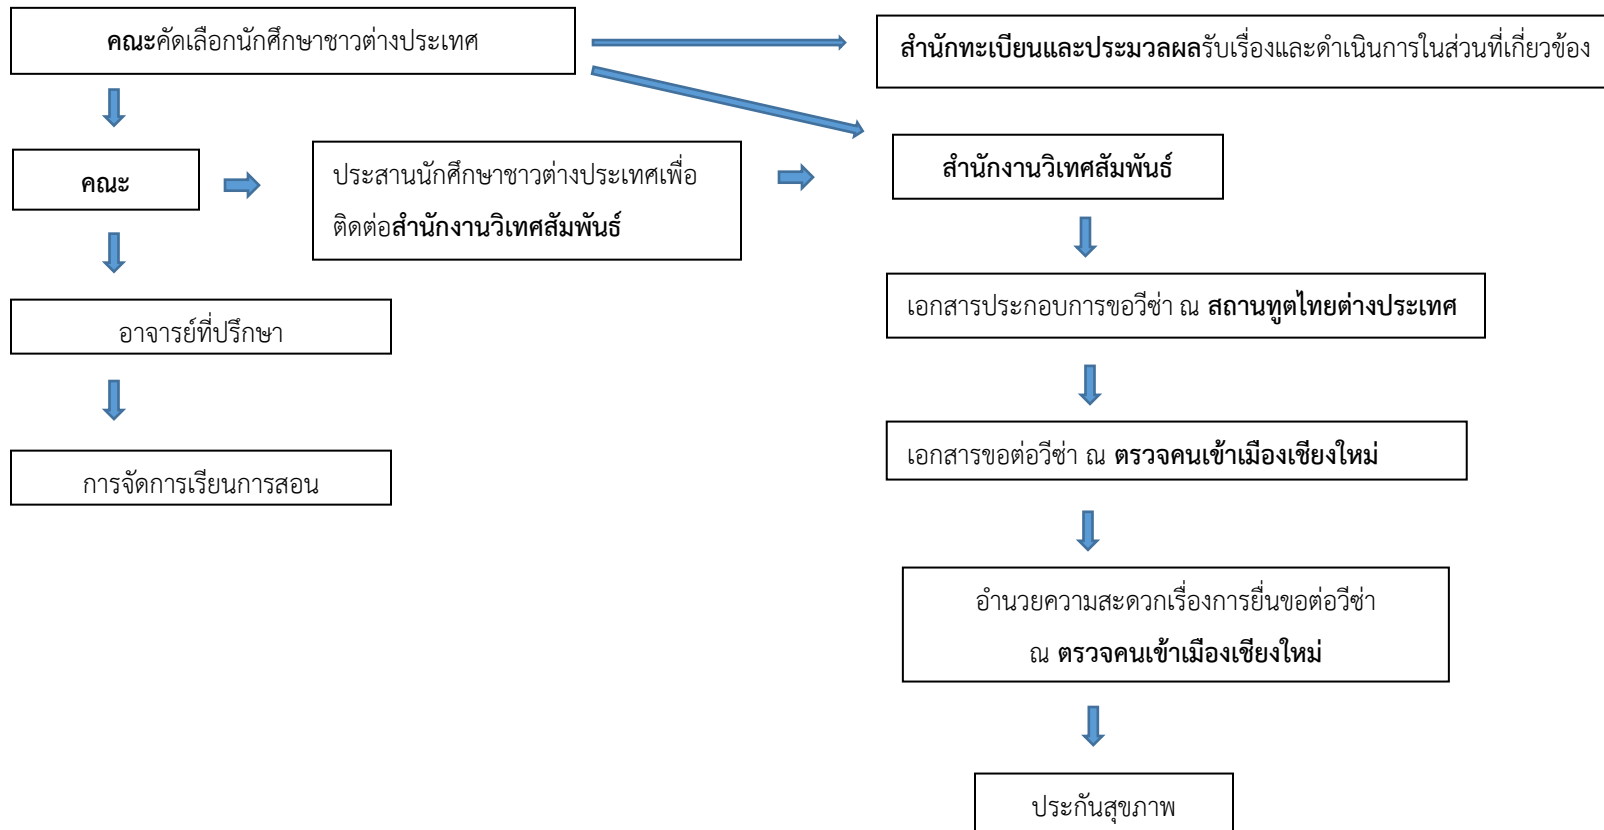 คณะคัดเลือกนักศึกษาชาวต่างประเทศ
สำนักทะเบียนและประมวลผลรับเรื่องและดำเนินการในส่วนที่เกี่ยวข้อง
คณะ
ประสานนักศึกษาชาวต่างประเทศเพื่อ
ติดต่อสำนักงานวิเทศสัมพันธ์
สำนักงานวิเทศสัมพันธ์
อาจารย์ที่ปรึกษา
เอกสารประกอบการขอวีซ่า ณ สถานทูตไทยต่างประเทศ
การจัดการเรียนการสอน
เอกสารขอต่อวีซ่า ณ ตรวจคนเข้าเมืองเชียงใหม่
อำนวยความสะดวกเรื่องการยื่นขอต่อวีซ่า
ณ ตรวจคนเข้าเมืองเชียงใหม่
ประกันสุขภาพ